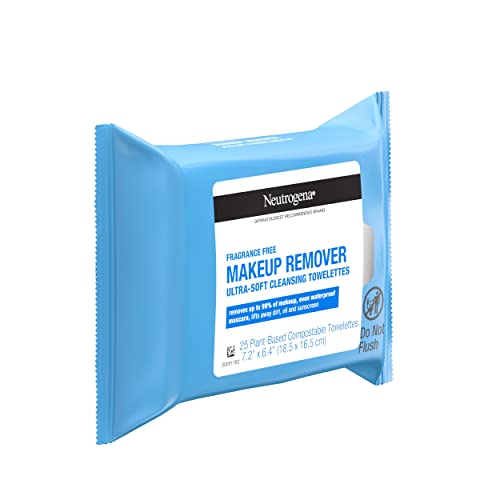 MAKEUP REMOVER
Neutrogena®
DERMATOLOGIST RECOMMENDED BRAND
FRAGRANCE FREE
MAKEUP REMOVER
ULTRA-SOFT CLEANSING TOWELETTES
removes up to 99% of makeup, even waterproof
mascara, lifts away dirt, oil and sunscreen
25 Plant-Based Compostable Towelettes
7.2" x 6.4" (18.5 x 16.5 cm)
Do Not
Flush